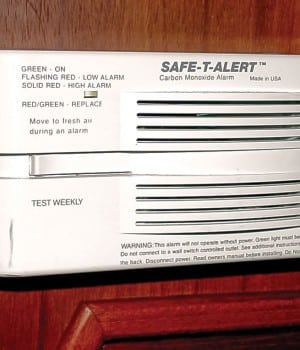 GREEN - ON
FLASHING RED - LOW ALARM
SOLID RED - HIGH ALARM
RED/GREEN - REPLACE
Move to fresh air
during an alarm
SAFE-T-ALERT™
Carbon Monoxide Alarm Made in USA
TEST WEEKLY
WARNING: This alarm will not operate without power. Green light must be
Do not connect to a wall switch controlled outlet. See additional instructions
the back. Disconnect power. Read owners manual before installing. Do No